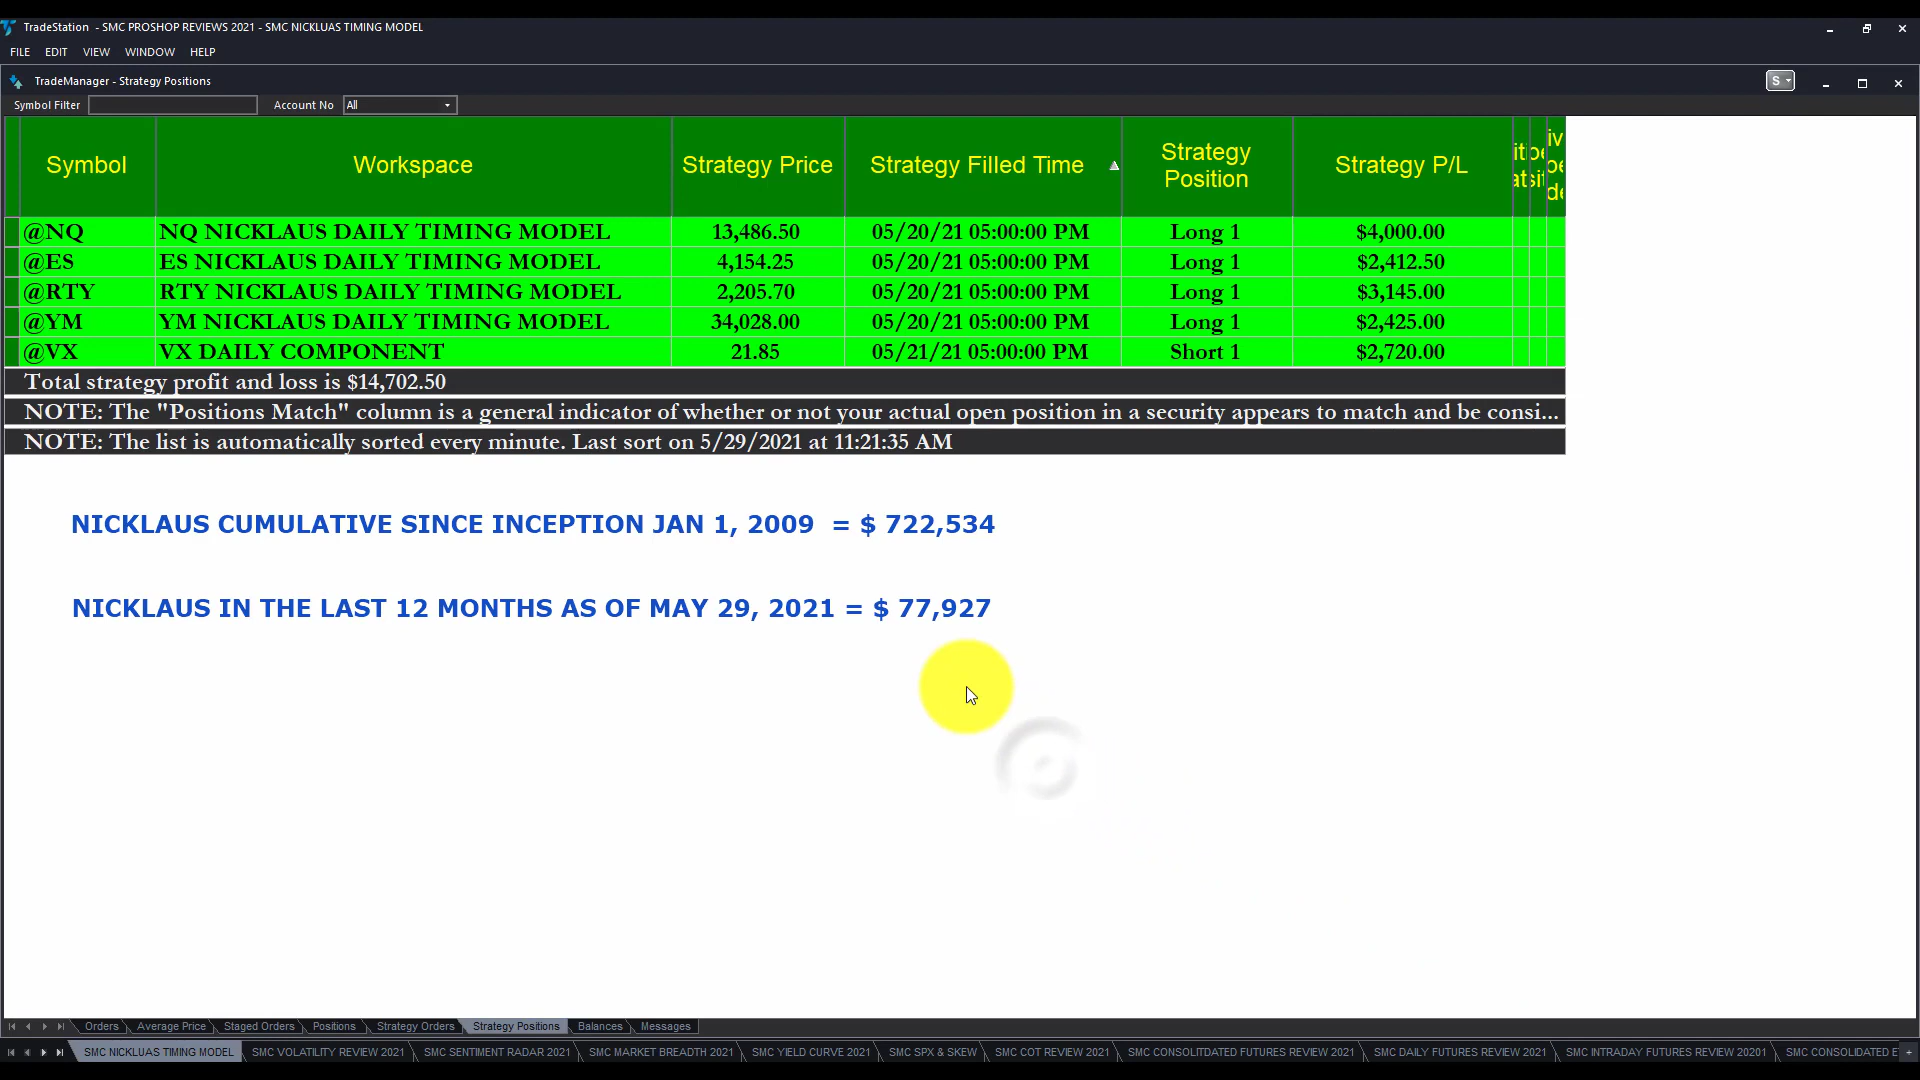 TradeStation - SMC PROSHOP REVIEWS 2021 - SMC NICKLUAS TIMING MODEL
FILE EDIT VIEW WINDOW HELP
TradeManager - Strategy Positions
S
Symbol Filter Account No All
Symbol Workspace Strategy Price Strategy Filled Time Strategy Position Strategy P/L
@NQ NQ NICKLAUS DAILY TIMING MODEL 13,486.50 05/20/21 05:00:00 PM Long 1 $4,000.00
@ES ES NICKLAUS DAILY TIMING MODEL 4,154.25 05/20/21 05:00:00 PM Long 1 $2,412.50
@RTY RTY NICKLAUS DAILY TIMING MODEL 2,205.70 05/20/21 05:00:00 PM Long 1 $3,145.00
@YM YM NICKLAUS DAILY TIMING MODEL 34,028.00 05/20/21 05:00:00 PM Long 1 $2,425.00
@VX VX DAILY COMPONENT 21.85 05/21/21 05:00:00 PM Short 1 $2,720.00
Total strategy profit and loss is $14,702.50
NOTE: The "Positions Match" column is a general indicator of whether or not your actual open position in a security appears to match and be consi...
NOTE: The list is automatically sorted every minute. Last sort on 5/29/2021 at 11:21:35 AM
NICKLAUS CUMULATIVE SINCE INCEPTION JAN 1, 2009 = $ 722,534
NICKLAUS IN THE LAST 12 MONTHS AS OF MAY 29, 2021 = $ 77,927
Orders Average Price Staged Orders Positions Strategy Orders Strategy Positions Balances Messages
SMC NICKLUAS TIMING MODEL SMC VOLATILITY REVIEW 2021 SMC SENTIMENT RADAR 2021 SMC MARKET BREADTH 2021 SMC YIELD CURVE 2021 SMC SPX & SKEW SMC COT REVIEW 2021 SMC CONSOLITDATED FUTURES REVIEW 2021 SMC DAILY FUTURES REVIEW 2021 SMC INTRADAY FUTURES REVIEW 20201 SMC CONSOLIDATED E